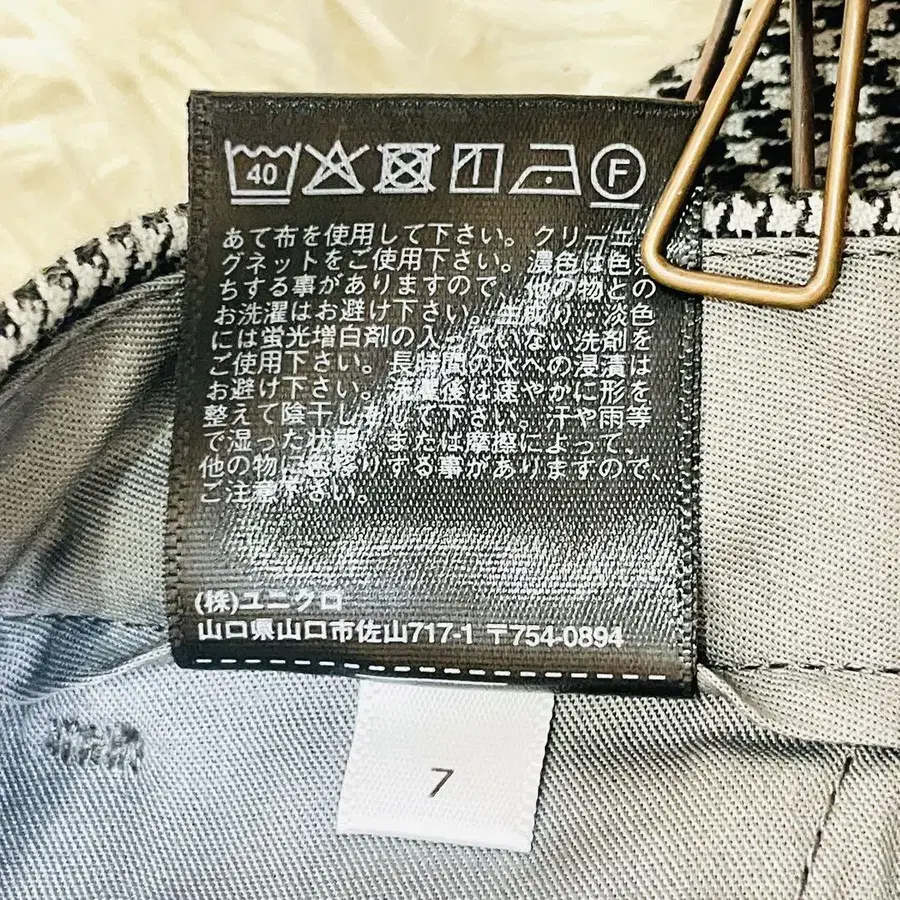 40 F
あて布を使用して下さい。クリーニ
グネットをご使用下さい。濃色は色
ちする事がありますので、他の物との
お洗濯はお避け下さい。生成り、淡色
には蛍光増白剤の入っていない洗剤を
ご使用下さい。長時間の水への浸漬は
お避け下さい。洗濯後は速やかに形を
整えて陰干しをして下さい。汗や雨等
で湿った状態、または摩擦によって、
他の物に色移りする事がありますので、
ご注意下さい。
(株)ユニクロ
山口県山口市佐山717-1 〒754-0894
7